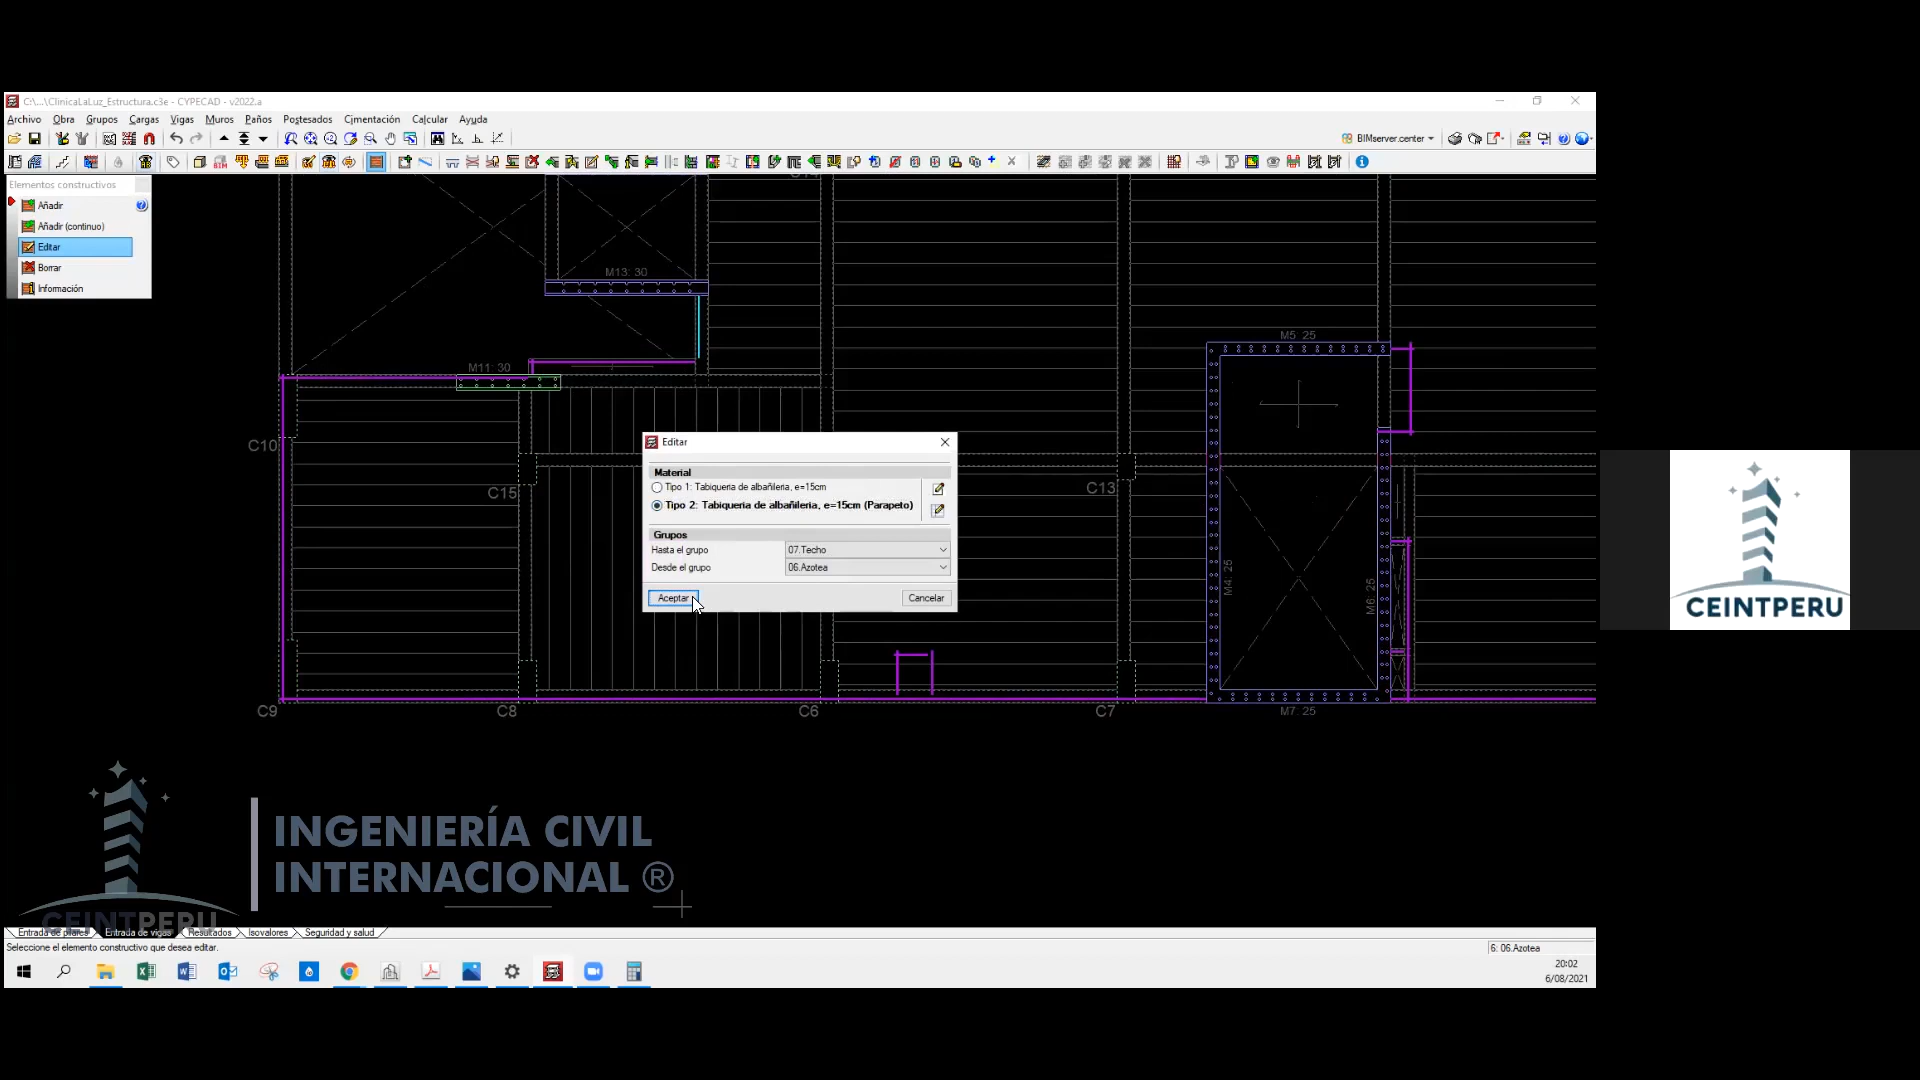 C:\...\ClinicaLaLuz_Estructura.c3e - CYPECAD - v2022.a
Archivo Obra Grupos Cargas Vigas Muros Paños Postesados Cimentación Calcular Ayuda
BIMserver.center
Elementos constructivos
Añadir
Añadir (continuo)
Editar
Borrar
Información
M13: 30
M5: 25
M11: 30
C10
C15
C13
Editar
Material
Tipo 1: Tabiquería de albañilería, e=15cm
Tipo 2: Tabiquería de albañilería, e=15cm (Parapeto)
Grupos
Hasta el grupo 07.Techo
Desde el grupo 06.Azotea
Aceptar Cancelar
M4: 25
M6: 25
CEINTPERU
C9 C8 C6 C7 M7: 25
INGENIERÍA CIVIL
INTERNACIONAL ®
CEINTPERU
Entrada de pilares Entrada de vigas Resultados Isovalores Seguridad y salud
Seleccione el elemento constructivo que desea editar.
6: 06.Azotea
20:02
6/08/2021